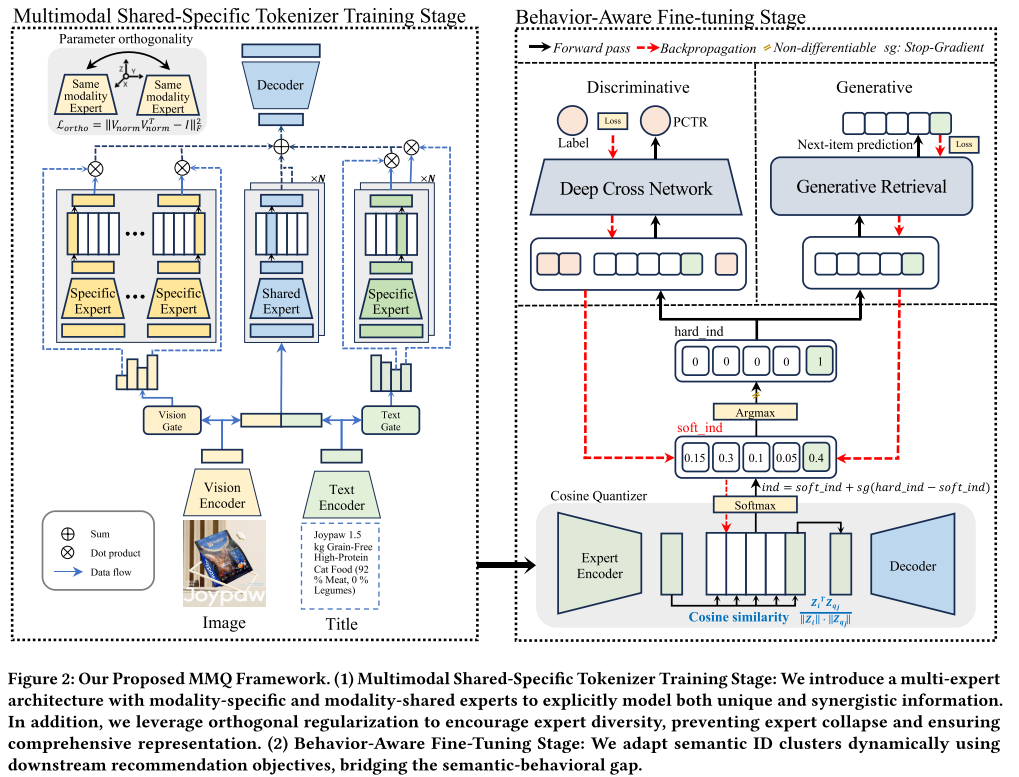 Multimodal Shared-Specific Tokenizer Training Stage
Parameter orthogonality
Z
Y
X
Same
modality
Expert
Same
modality
Expert
ℒ_ortho = ‖V_norm V_norm^T − I‖_F^2
Decoder
×N
×N
Specific
Expert
Specific
Expert
Shared
Expert
Specific
Expert
Vision
Gate
Text
Gate
Vision
Encoder
Text
Encoder
Sum
Dot product
Data flow
Joypaw
Image
Joypaw 1.5
kg Grain-Free
High-Protein
Cat Food (92
% Meat, 0 %
Legumes)
Title
Behavior-Aware Fine-tuning Stage
Forward pass
Backpropagation
Non-differentiable
sg: Stop-Gradient
Discriminative
Label
Loss
PCTR
Deep Cross Network
Generative
Next-item prediction
Loss
Generative Retrieval
hard_ind
0 0 0 0 1
Argmax
soft_ind
0.15 0.3 0.1 0.05 0.4
ind = soft_ind + sg(hard_ind − soft_ind)
Softmax
Cosine Quantizer
Expert
Encoder
Decoder
Cosine similarity
Z_i^T Z_qj
‖Z_i‖ · ‖Z_qj‖
Figure 2: Our Proposed MMQ Framework. (1) Multimodal Shared-Specific Tokenizer Training Stage: We introduce a multi-expert
architecture with modality-specific and modality-shared experts to explicitly model both unique and synergistic information.
In addition, we leverage orthogonal regularization to encourage expert diversity, preventing expert collapse and ensuring
comprehensive representation. (2) Behavior-Aware Fine-Tuning Stage: We adapt semantic ID clusters dynamically using
downstream recommendation objectives, bridging the semantic-behavioral gap.